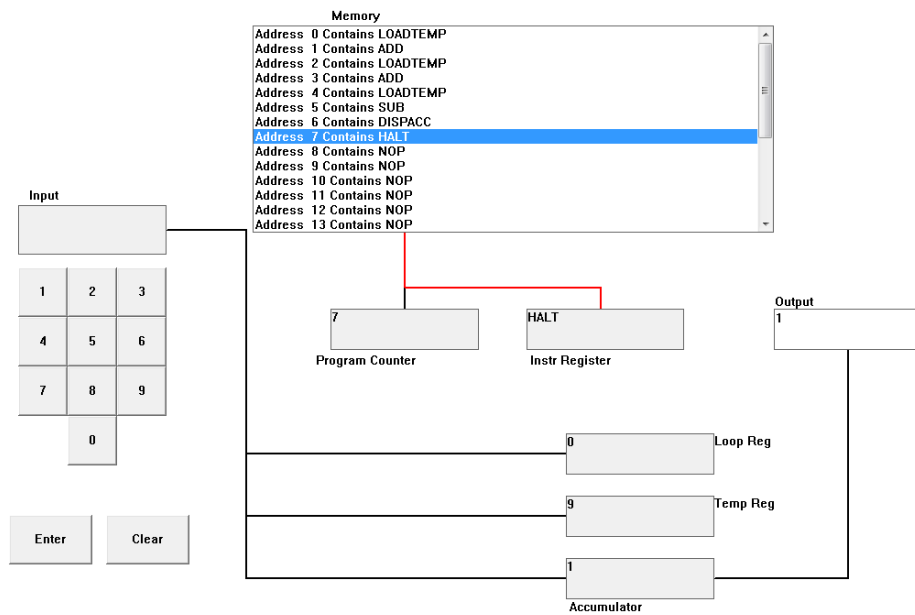 Memory
Address  0 Contains LOADTEMP
Address  1 Contains ADD
Address  2 Contains LOADTEMP
Address  3 Contains ADD
Address  4 Contains LOADTEMP
Address  5 Contains SUB
Address  6 Contains DISPACC
Address  7 Contains HALT
Address  8 Contains NOP
Address  9 Contains NOP
Address  10 Contains NOP
Address  11 Contains NOP
Address  12 Contains NOP
Address  13 Contains NOP
Input
1 2 3
4 5 6
7 8 9
0
Enter Clear
7
Program Counter
HALT
Instr Register
Output
1
0
Loop Reg
9
Temp Reg
1
Accumulator